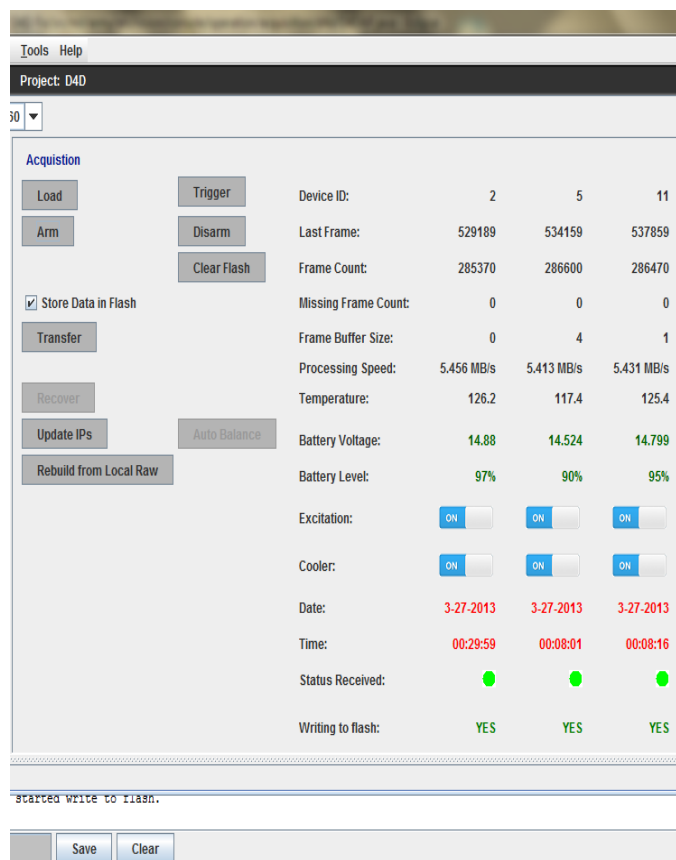 Tools Help
Project: D4D
60
Acquistion
Load Trigger Device ID: 2 5 11
Arm Disarm Last Frame: 529189 534159 537859
Clear Flash Frame Count: 285370 286600 286470
Store Data in Flash Missing Frame Count: 0 0 0
Transfer Frame Buffer Size: 0 4 1
Processing Speed: 5.456 MB/s 5.413 MB/s 5.431 MB/s
Recover Temperature: 126.2 117.4 125.4
Update IPs Auto Balance Battery Voltage: 14.88 14.524 14.799
Rebuild from Local Raw Battery Level: 97% 90% 95%
Excitation: ON ON ON
Cooler: ON ON ON
Date: 3-27-2013 3-27-2013 3-27-2013
Time: 00:29:59 00:08:01 00:08:16
Status Received:
Writing to flash: YES YES YES
started write to flash.
Save Clear